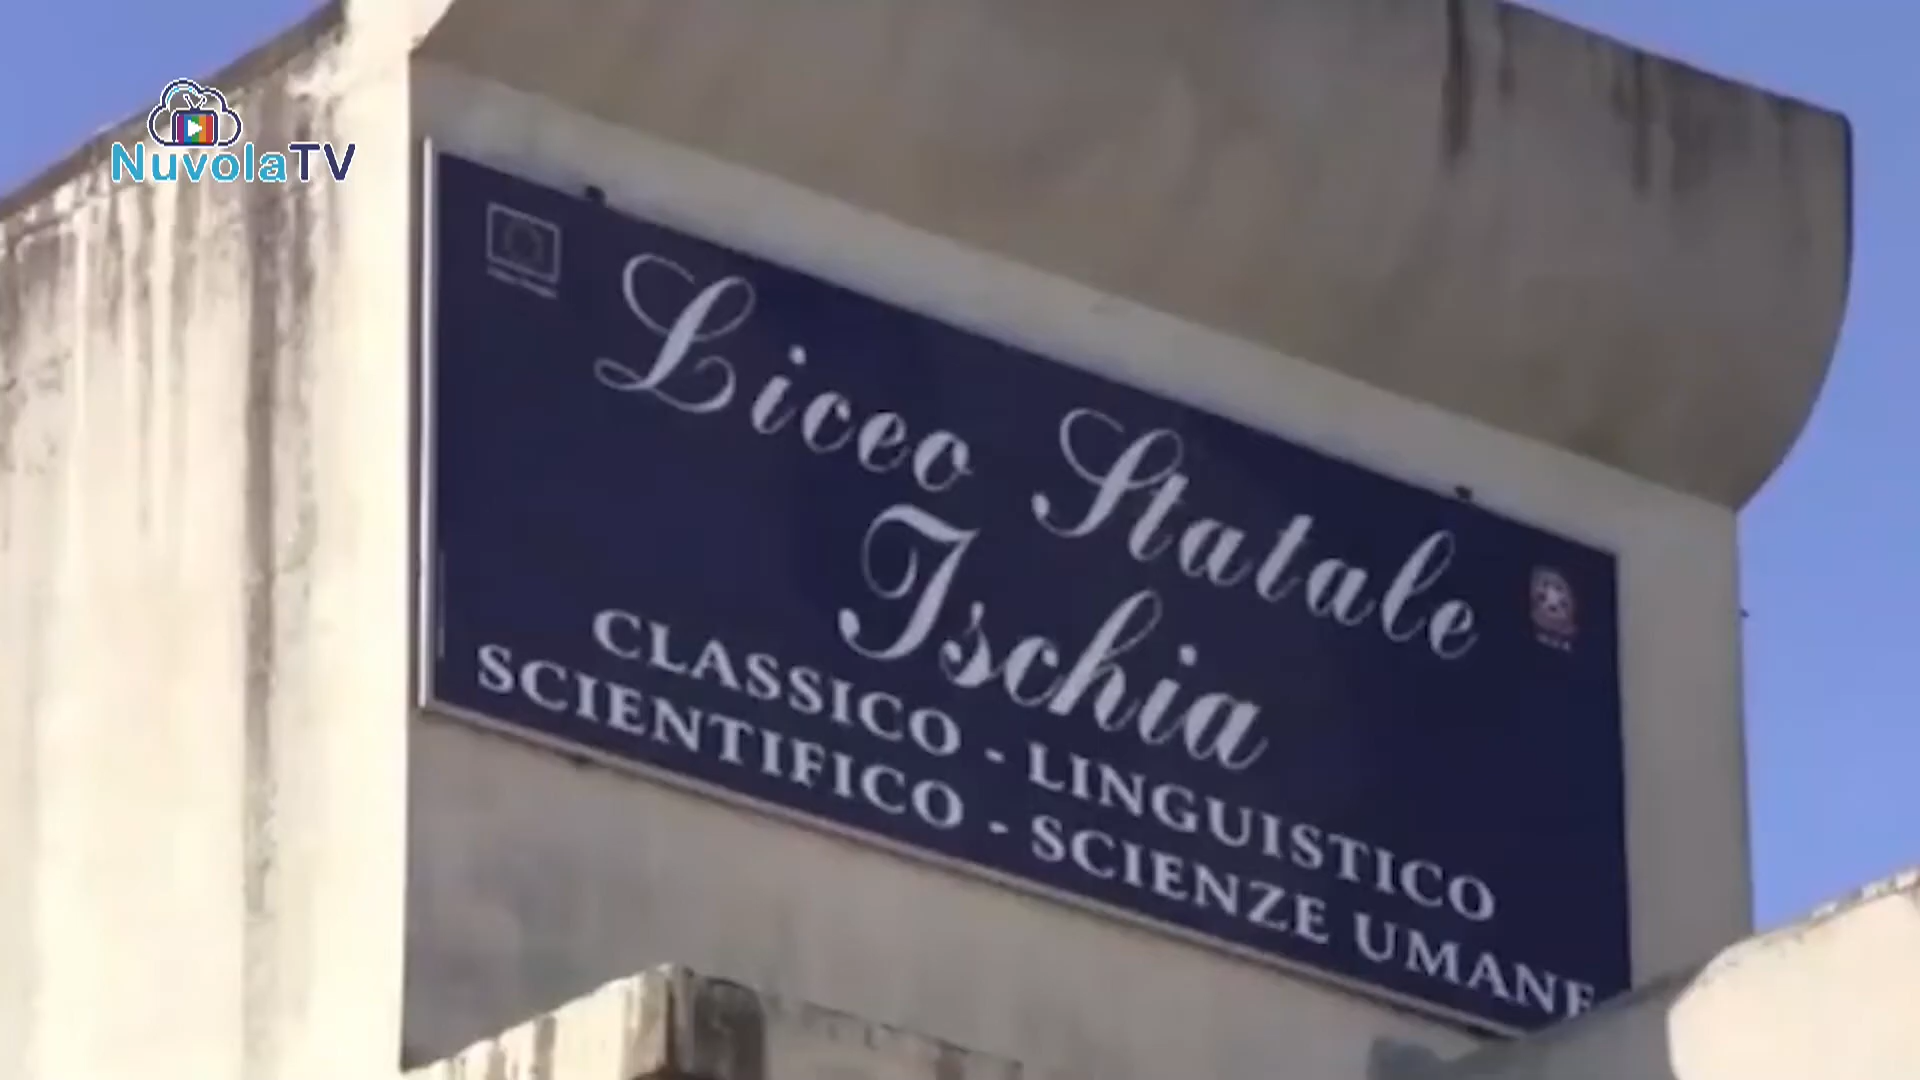 NuvolaTV
Liceo Statale
Ischia
CLASSICO - LINGUISTICO
SCIENTIFICO - SCIENZE UMANE